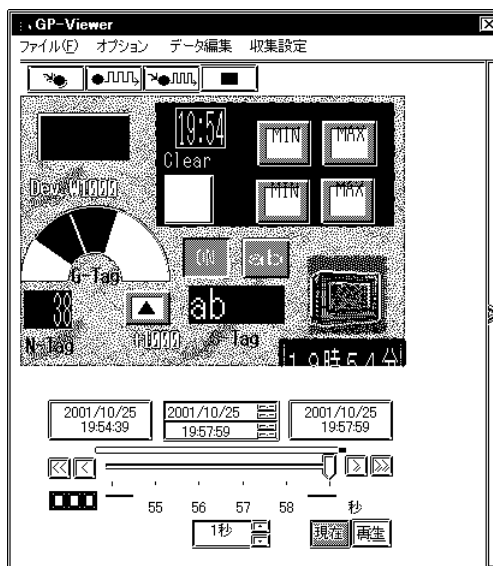 GP-Viewer
ファイル(F) オプション データ編集 収集設定
19:54
Clear
MIN MAX
MIN MAX
Dev./W1000
G-Tag
ON ab
38
ab
N-Tag +1000 Tag
19時54分
2001/10/25 2001/10/25 2001/10/25
19:54:39 19:57:59 19:57:59
55 56 57 58 秒
1秒 現在 再生